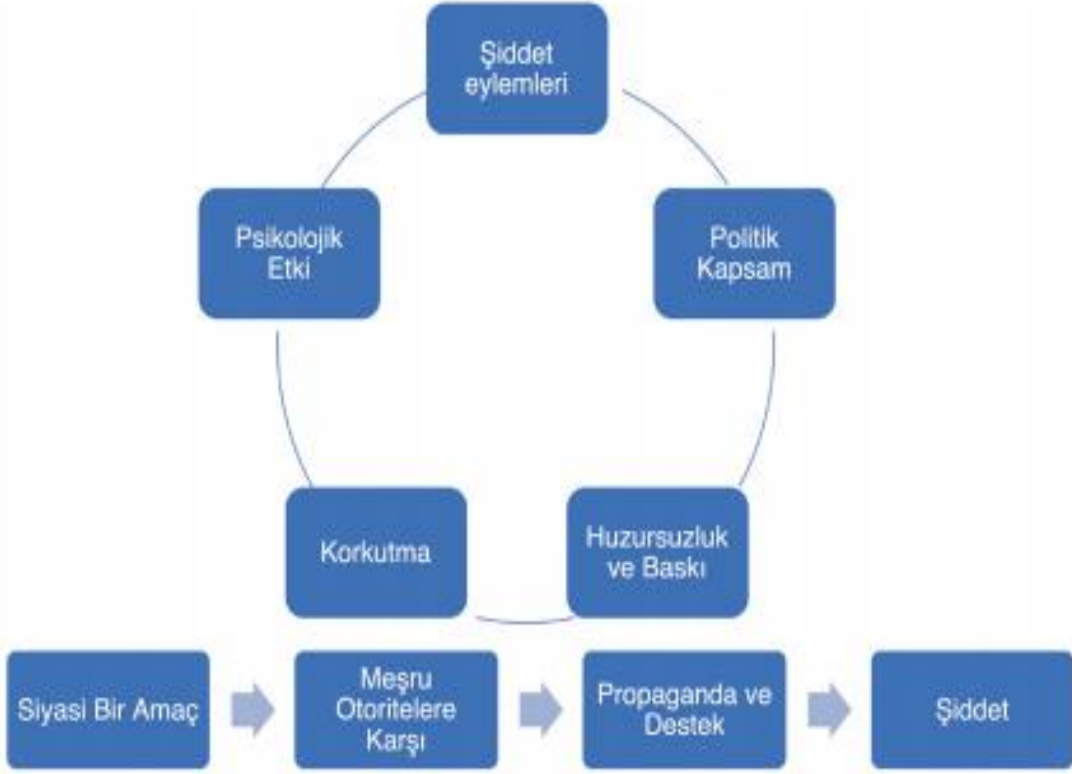 Şiddet
eylemleri
Psikolojik
Etki
Politik
Kapsam
Korkutma
Huzursuzluk
ve Baskı
Siyasi Bir Amaç
Meşru
Otoritelere
Karşı
Propaganda ve
Destek
Şiddet